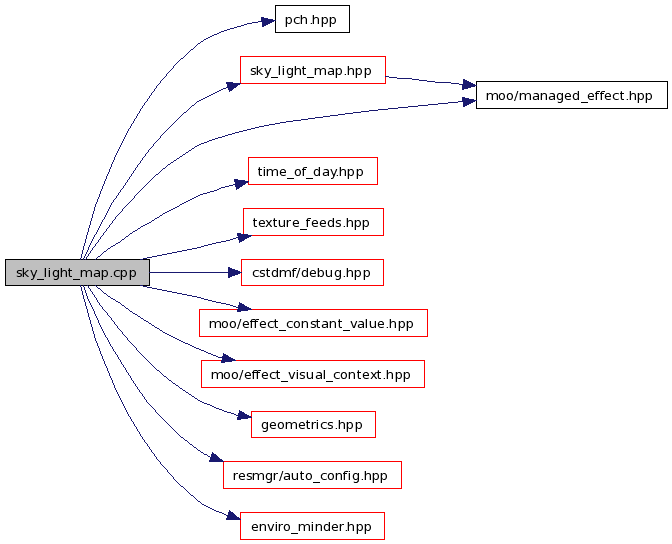 pch.hpp
sky_light_map.hpp
moo/managed_effect.hpp
time_of_day.hpp
texture_feeds.hpp
sky_light_map.cpp
cstdmf/debug.hpp
moo/effect_constant_value.hpp
moo/effect_visual_context.hpp
geometrics.hpp
resmgr/auto_config.hpp
enviro_minder.hpp